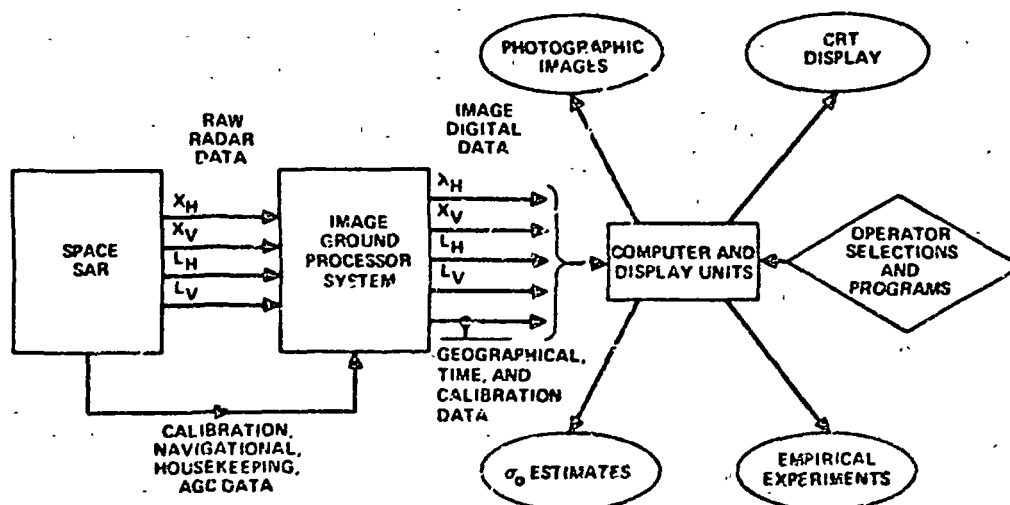 PHOTOGRAPHIC
IMAGES
CRT
DISPLAY
RAW
RADAR
DATA
IMAGE
DIGITAL
DATA
SPACE
SAR
X_H
X_V
L_H
L_V
IMAGE
GROUND
PROCESSOR
SYSTEM
λ_H
X_V
L_H
L_V
COMPUTER AND
DISPLAY UNITS
OPERATOR
SELECTIONS
AND
PROGRAMS
GEOGRAPHICAL,
TIME, AND
CALIBRATION
DATA
CALIBRATION,
NAVIGATIONAL,
HOUSEKEEPING,
AGC DATA
σ_o ESTIMATES
EMPIRICAL
EXPERIMENTS